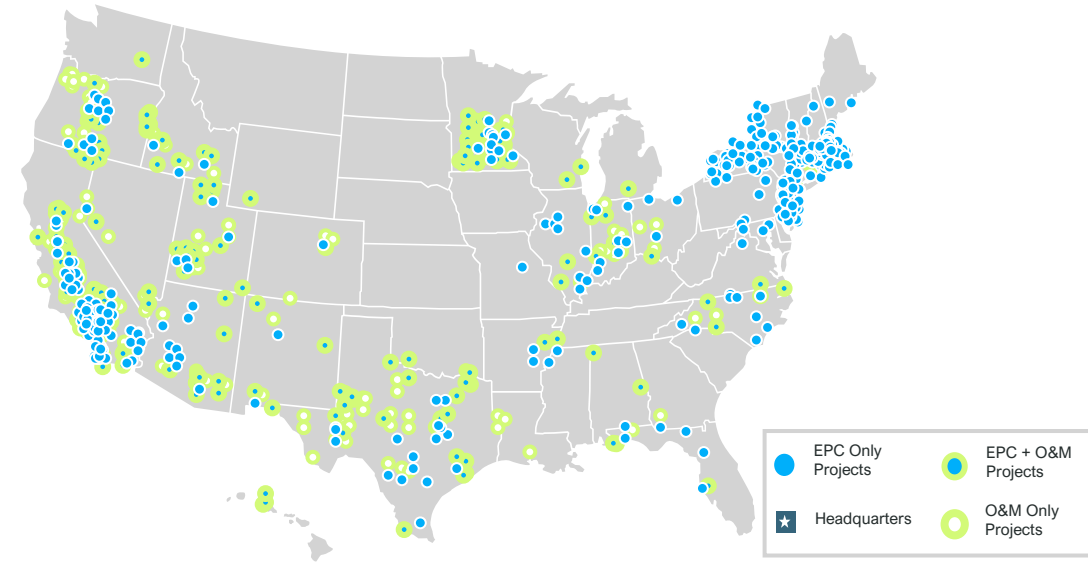 EPC Only
Projects
EPC + O&M
Projects
Headquarters
O&M Only
Projects